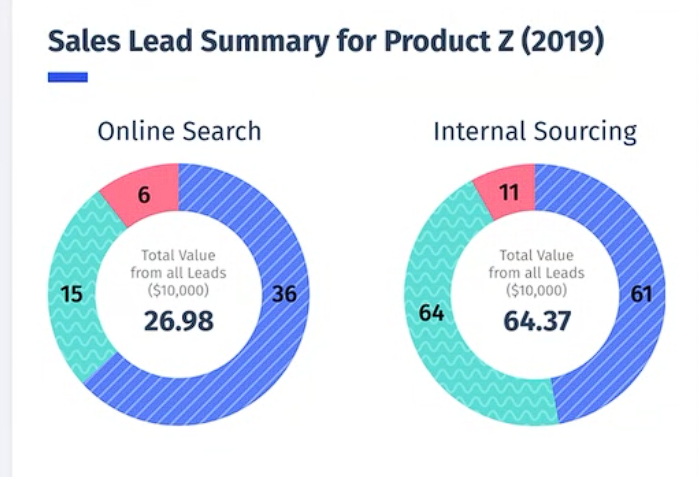 Sales Lead Summary for Product Z (2019)
Online Search
6
15
36
Total Value
from all Leads
($10,000)
26.98
Internal Sourcing
11
64
61
Total Value
from all Leads
($10,000)
64.37